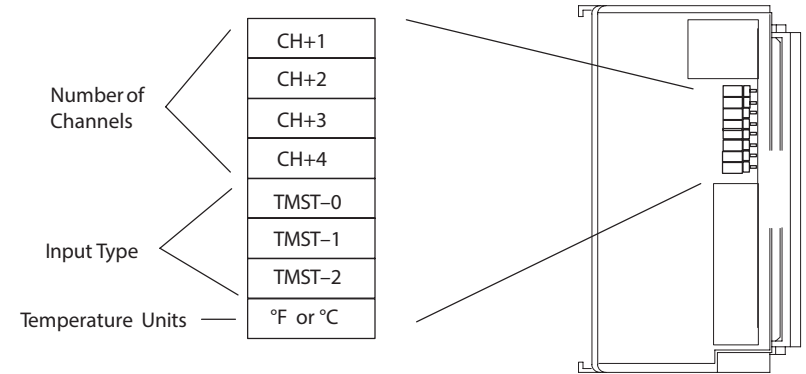 Number of
Channels
CH+1
CH+2
CH+3
CH+4
Input Type
TMST–0
TMST–1
TMST–2
Temperature Units
°F or °C